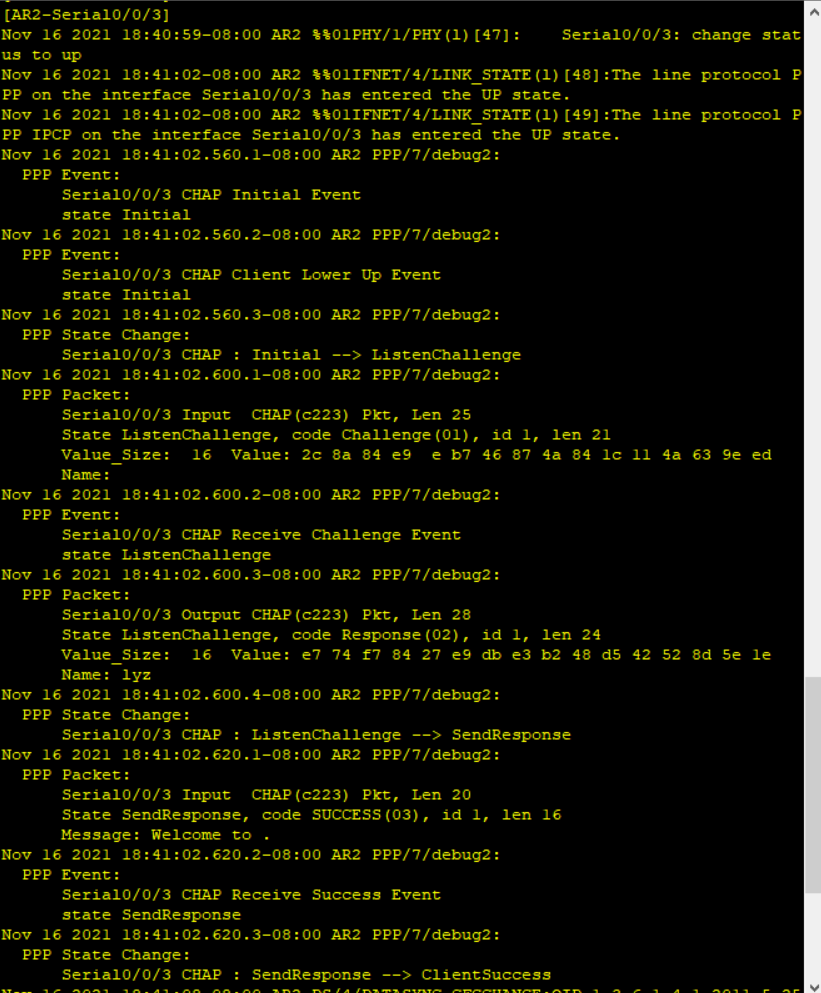 [AR2-Serial0/0/3]
Nov 16 2021 18:40:59-08:00 AR2 %%01PHY/1/PHY(l)[47]:    Serial0/0/3: change stat
us to up
Nov 16 2021 18:41:02-08:00 AR2 %%01IFNET/4/LINK_STATE(l)[48]:The line protocol P
PP on the interface Serial0/0/3 has entered the UP state.
Nov 16 2021 18:41:02-08:00 AR2 %%01IFNET/4/LINK_STATE(l)[49]:The line protocol P
PP IPCP on the interface Serial0/0/3 has entered the UP state.
Nov 16 2021 18:41:02.560.1-08:00 AR2 PPP/7/debug2:
  PPP Event:
      Serial0/0/3 CHAP Initial Event
      state Initial
Nov 16 2021 18:41:02.560.2-08:00 AR2 PPP/7/debug2:
  PPP Event:
      Serial0/0/3 CHAP Client Lower Up Event
      state Initial
Nov 16 2021 18:41:02.560.3-08:00 AR2 PPP/7/debug2:
  PPP State Change:
      Serial0/0/3 CHAP : Initial --> ListenChallenge
Nov 16 2021 18:41:02.600.1-08:00 AR2 PPP/7/debug2:
  PPP Packet:
      Serial0/0/3 Input  CHAP(c223) Pkt, Len 25
      State ListenChallenge, code Challenge(01), id 1, len 21
      Value_Size:  16  Value: 2c 8a 84 e9  e b7 46 87 4a 84 1c 11 4a 63 9e ed
      Name:
Nov 16 2021 18:41:02.600.2-08:00 AR2 PPP/7/debug2:
  PPP Event:
      Serial0/0/3 CHAP Receive Challenge Event
      state ListenChallenge
Nov 16 2021 18:41:02.600.3-08:00 AR2 PPP/7/debug2:
  PPP Packet:
      Serial0/0/3 Output CHAP(c223) Pkt, Len 28
      State ListenChallenge, code Response(02), id 1, len 24
      Value_Size:  16  Value: e7 74 f7 84 27 e9 db e3 b2 48 d5 42 52 8d 5e 1e
      Name: lyz
Nov 16 2021 18:41:02.600.4-08:00 AR2 PPP/7/debug2:
  PPP State Change:
      Serial0/0/3 CHAP : ListenChallenge --> SendResponse
Nov 16 2021 18:41:02.620.1-08:00 AR2 PPP/7/debug2:
  PPP Packet:
      Serial0/0/3 Input  CHAP(c223) Pkt, Len 20
      State SendResponse, code SUCCESS(03), id 1, len 16
      Message: Welcome to .
Nov 16 2021 18:41:02.620.2-08:00 AR2 PPP/7/debug2:
  PPP Event:
      Serial0/0/3 CHAP Receive Success Event
      state SendResponse
Nov 16 2021 18:41:02.620.3-08:00 AR2 PPP/7/debug2:
  PPP State Change:
      Serial0/0/3 CHAP : SendResponse --> ClientSuccess